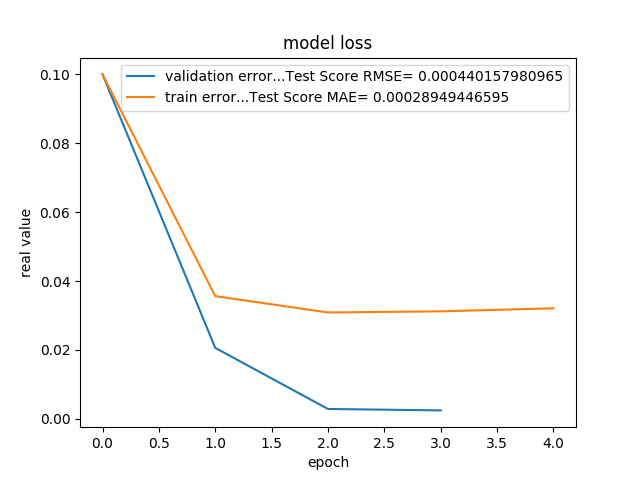 model loss
validation error...Test Score RMSE= 0.000440157980965
train error...Test Score MAE= 0.00028949446595
0.10
0.08
0.06
0.04
0.02
0.00
real value
0.0 0.5 1.0 1.5 2.0 2.5 3.0 3.5 4.0
epoch